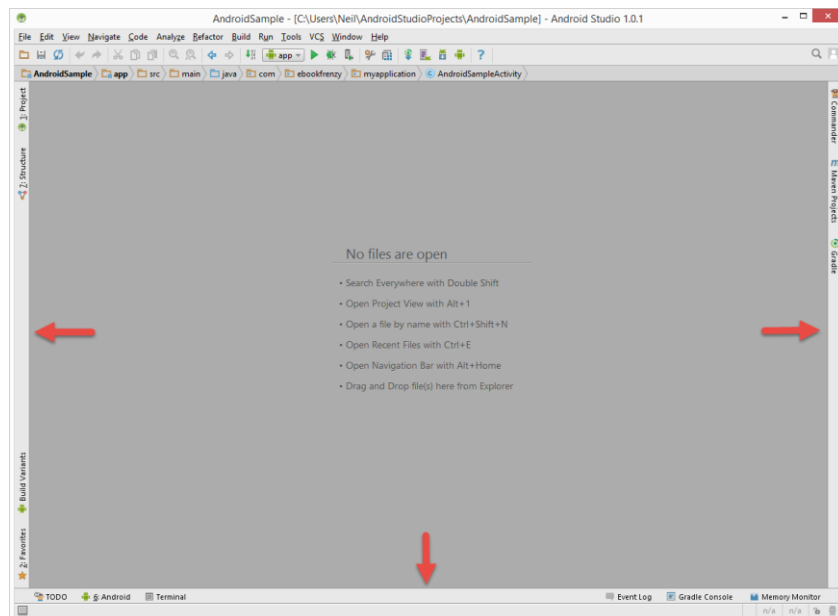 AndroidSample - [C:\Users\Neil\AndroidStudioProjects\AndroidSample] - Android Studio 1.0.1
File Edit View Navigate Code Analyze Refactor Build Run Tools VCS Window Help
app
AndroidSample app src main java com ebookfrenzy myapplication AndroidSampleActivity
1: Project
7: Structure
Build Variants
2: Favorites
No files are open
• Search Everywhere with Double Shift
• Open Project View with Alt+1
• Open a file by name with Ctrl+Shift+N
• Open Recent Files with Ctrl+E
• Open Navigation Bar with Alt+Home
• Drag and Drop file(s) here from Explorer
Commander
Maven Projects
Gradle
TODO 6: Android Terminal Event Log Gradle Console Memory Monitor
n/a n/a